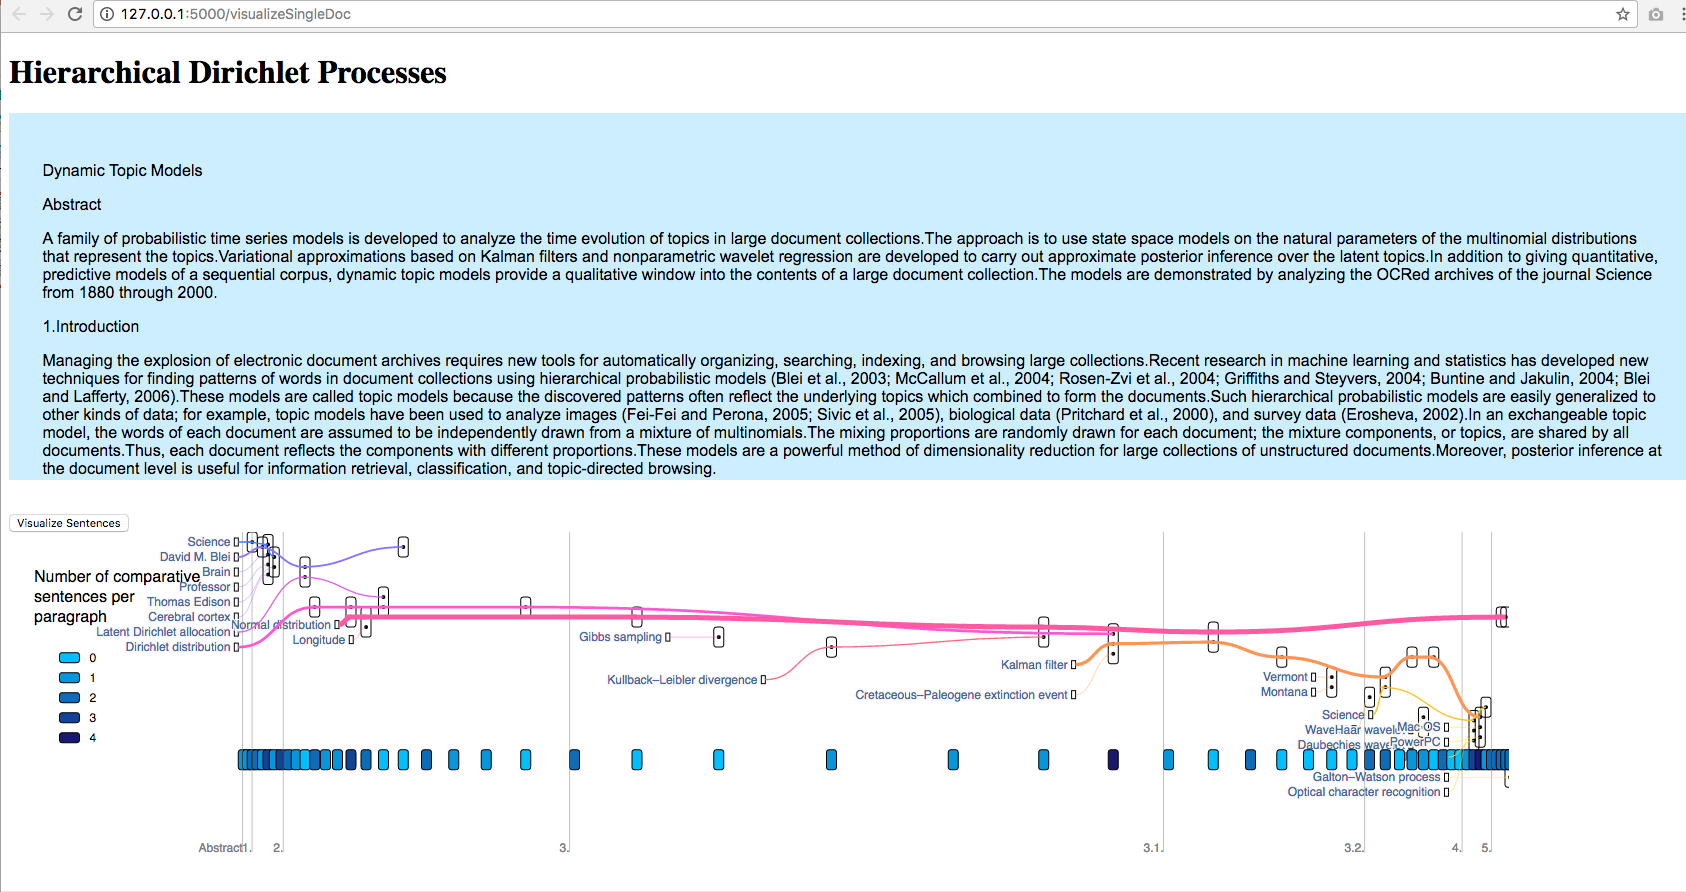 127.0.0.1:5000/visualizeSingleDoc
Hierarchical Dirichlet Processes
Dynamic Topic Models
Abstract
A family of probabilistic time series models is developed to analyze the time evolution of topics in large document collections.The approach is to use state space models on the natural parameters of the multinomial distributions
that represent the topics.Variational approximations based on Kalman filters and nonparametric wavelet regression are developed to carry out approximate posterior inference over the latent topics.In addition to giving quantitative,
predictive models of a sequential corpus, dynamic topic models provide a qualitative window into the contents of a large document collection.The models are demonstrated by analyzing the OCRed archives of the journal Science
from 1880 through 2000.
1.Introduction
Managing the explosion of electronic document archives requires new tools for automatically organizing, searching, indexing, and browsing large collections.Recent research in machine learning and statistics has developed new
techniques for finding patterns of words in document collections using hierarchical probabilistic models (Blei et al., 2003; McCallum et al., 2004; Rosen-Zvi et al., 2004; Griffiths and Steyvers, 2004; Buntine and Jakulin, 2004; Blei
and Lafferty, 2006).These models are called topic models because the discovered patterns often reflect the underlying topics which combined to form the documents.Such hierarchical probabilistic models are easily generalized to
other kinds of data; for example, topic models have been used to analyze images (Fei-Fei and Perona, 2005; Sivic et al., 2005), biological data (Pritchard et al., 2000), and survey data (Erosheva, 2002).In an exchangeable topic
model, the words of each document are assumed to be independently drawn from a mixture of multinomials.The mixing proportions are randomly drawn for each document; the mixture components, or topics, are shared by all
documents.Thus, each document reflects the components with different proportions.These models are a powerful method of dimensionality reduction for large collections of unstructured documents.Moreover, posterior inference at
the document level is useful for information retrieval, classification, and topic-directed browsing.
Visualize Sentences
Number of comparative
sentences per
paragraph
0
1
2
3
4
Science
David M. Blei
Brain
Professor
Thomas Edison
Cerebral cortex
Latent Dirichlet allocation
Dirichlet distribution
Normal distribution
Longitude
Gibbs sampling
Kullback–Leibler divergence
Kalman filter
Cretaceous–Paleogene extinction event
Vermont
Montana
Science
WaveHaar
Mac OS
Daubechies
PowerPC
Galton–Watson process
Optical character recognition
Abstract
1.
2.
3.
3.1.
3.2.
4.
5.